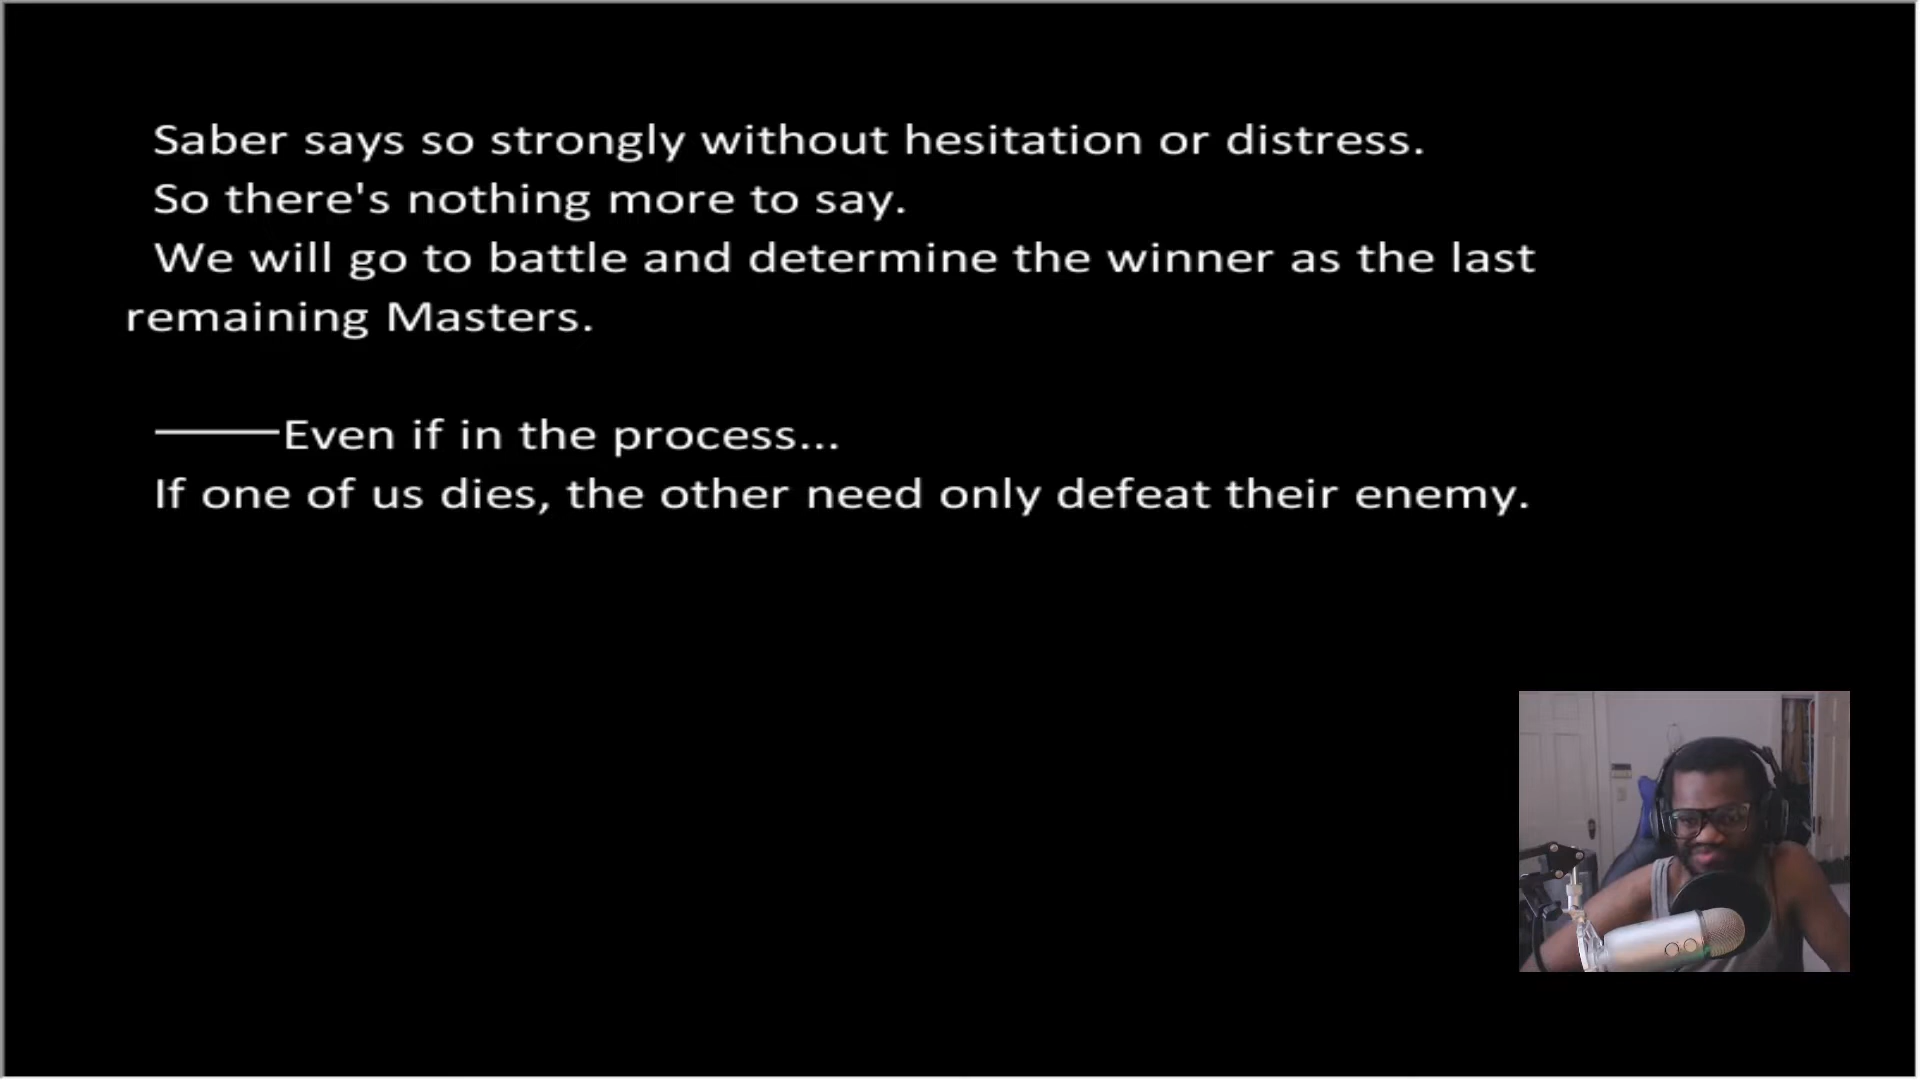 Saber says so strongly without hesitation or distress.
So there's nothing more to say.
We will go to battle and determine the winner as the last
remaining Masters.
———Even if in the process...
If one of us dies, the other need only defeat their enemy.